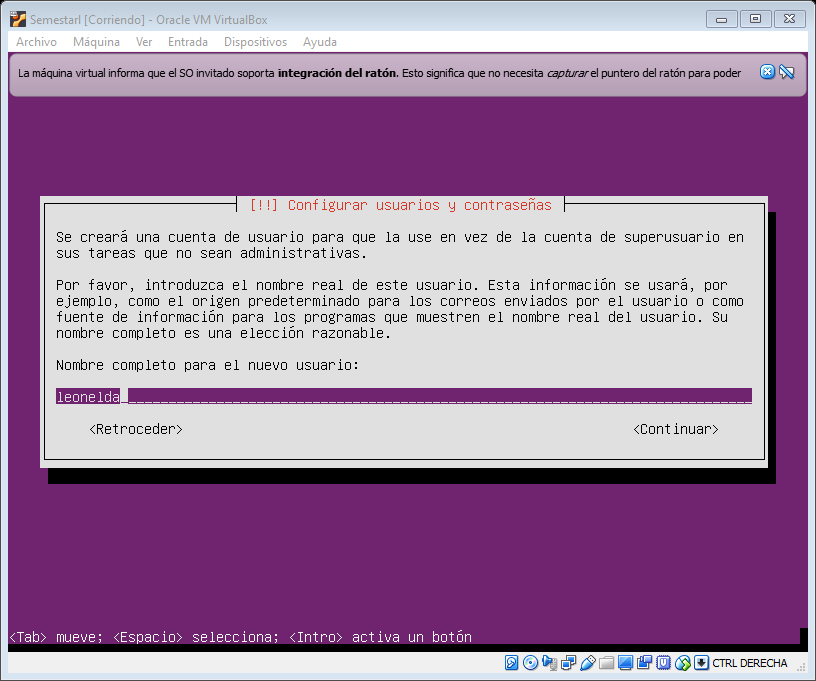 Semestarl [Corriendo] - Oracle VM VirtualBox
Archivo Máquina Ver Entrada Dispositivos Ayuda
La máquina virtual informa que el SO invitado soporta integración del ratón. Esto significa que no necesita capturar el puntero del ratón para poder
[!!] Configurar usuarios y contraseñas
Se creará una cuenta de usuario para que la use en vez de la cuenta de superusuario en
sus tareas que no sean administrativas.
Por favor, introduzca el nombre real de este usuario. Esta información se usará, por
ejemplo, como el origen predeterminado para los correos enviados por el usuario o como
fuente de información para los programas que muestren el nombre real del usuario. Su
nombre completo es una elección razonable.
Nombre completo para el nuevo usuario:
leonelda
<Retroceder> <Continuar>
<Tab> mueve; <Espacio> selecciona; <Intro> activa un botón
CTRL DERECHA